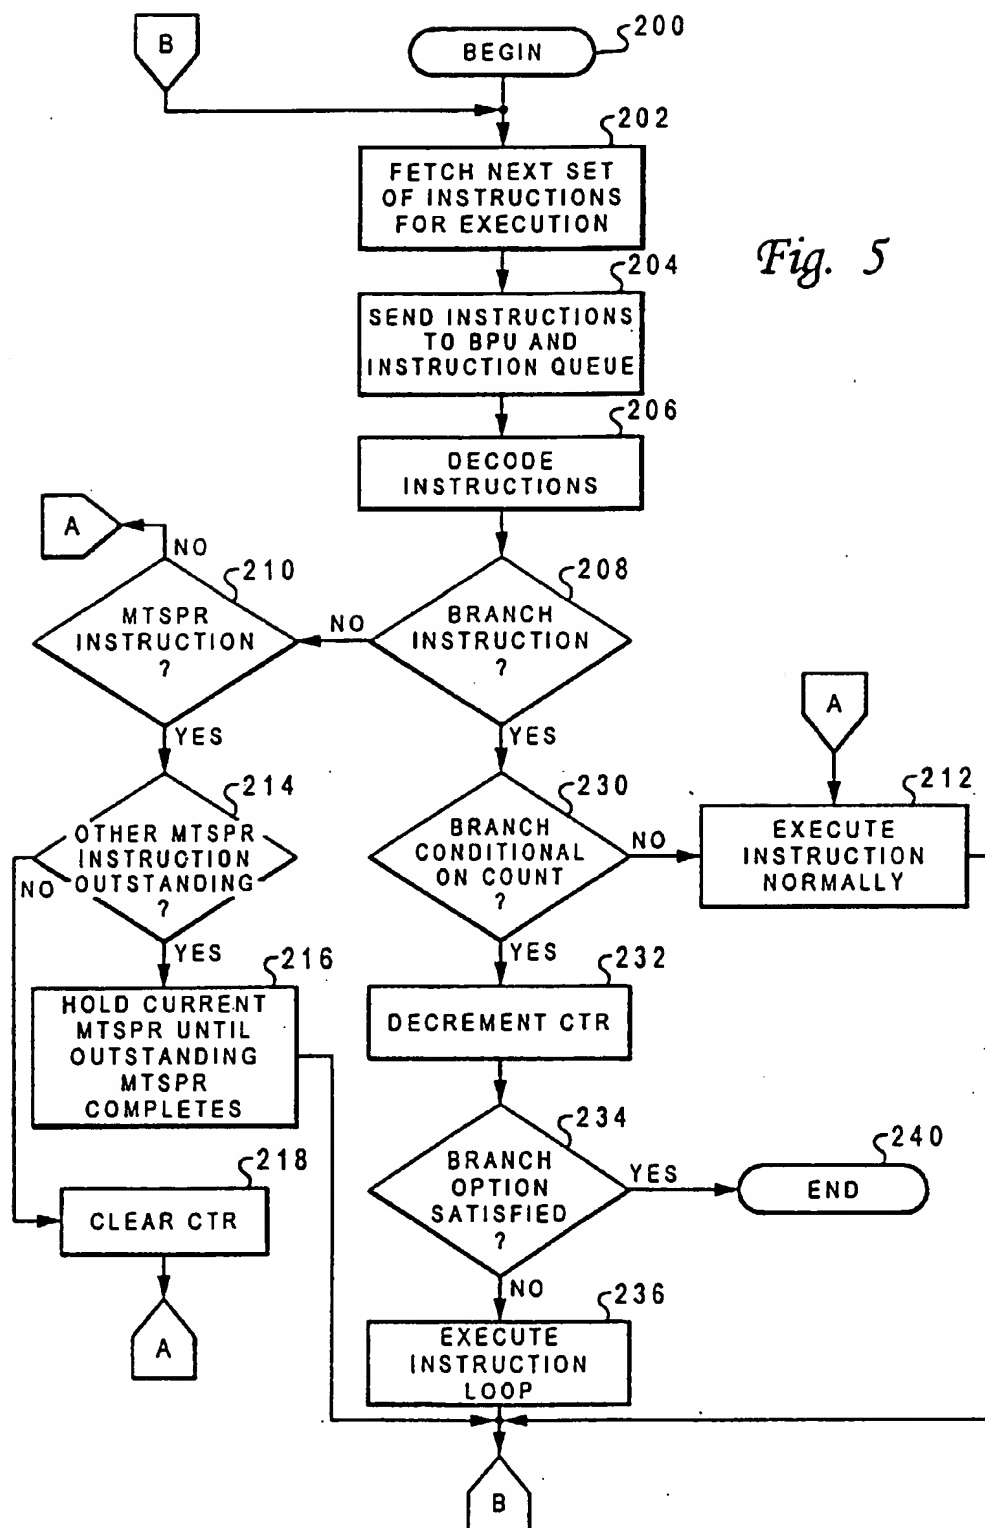 B
BEGIN
200
202
FETCH NEXT SET
OF INSTRUCTIONS
FOR EXECUTION
Fig. 5
204
SEND INSTRUCTIONS
TO BPU AND
INSTRUCTION QUEUE
206
DECODE
INSTRUCTIONS
A
NO
210
MTSPR
INSTRUCTION
?
NO
208
BRANCH
INSTRUCTION
?
YES
YES
A
214
OTHER MTSPR
INSTRUCTION
OUTSTANDING
?
NO
YES
230
BRANCH
CONDITIONAL
ON COUNT
?
NO
YES
212
EXECUTE
INSTRUCTION
NORMALLY
216
HOLD CURRENT
MTSPR UNTIL
OUTSTANDING
MTSPR
COMPLETES
232
DECREMENT CTR
234
BRANCH
OPTION
SATISFIED
?
YES
240
END
NO
218
CLEAR CTR
A
236
EXECUTE
INSTRUCTION
LOOP
B